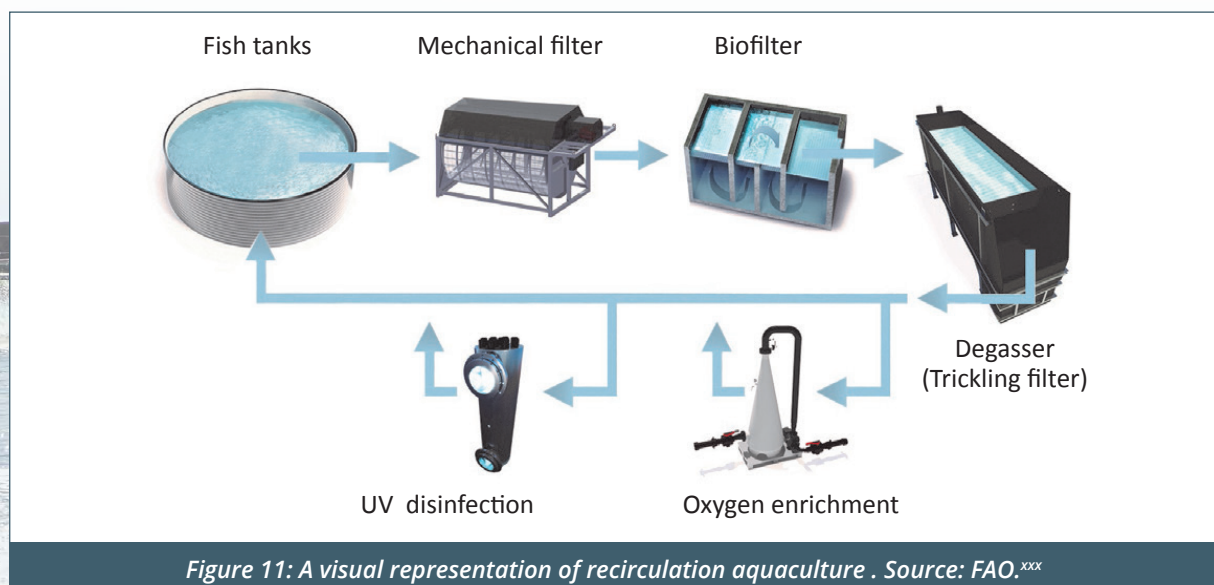 Fish tanks
Mechanical filter
Biofilter
Degasser
(Trickling filter)
UV disinfection
Oxygen enrichment
Figure 11: A visual representation of recirculation aquaculture . Source: FAO.xxx